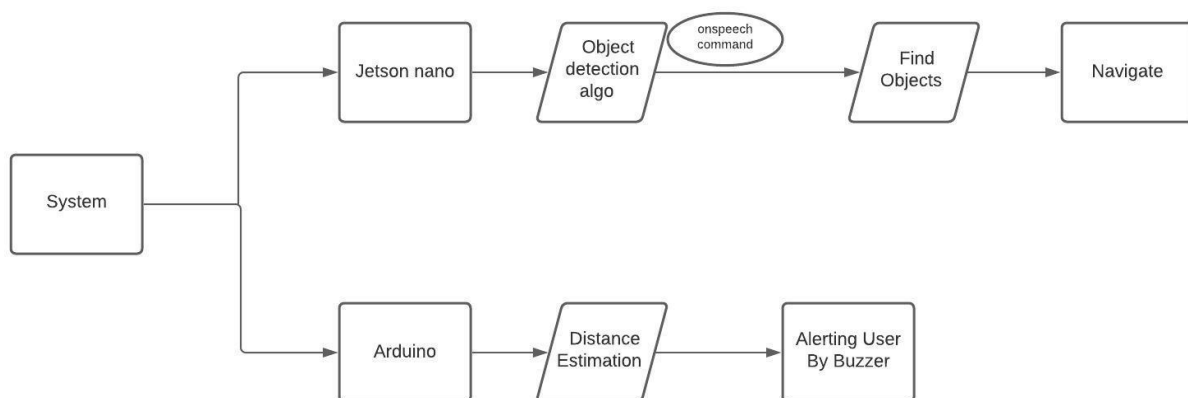 onspeech
command
Jetson nano
Object
detection
algo
Find
Objects
Navigate
System
Arduino
Distance
Estimation
Alerting User
By Buzzer